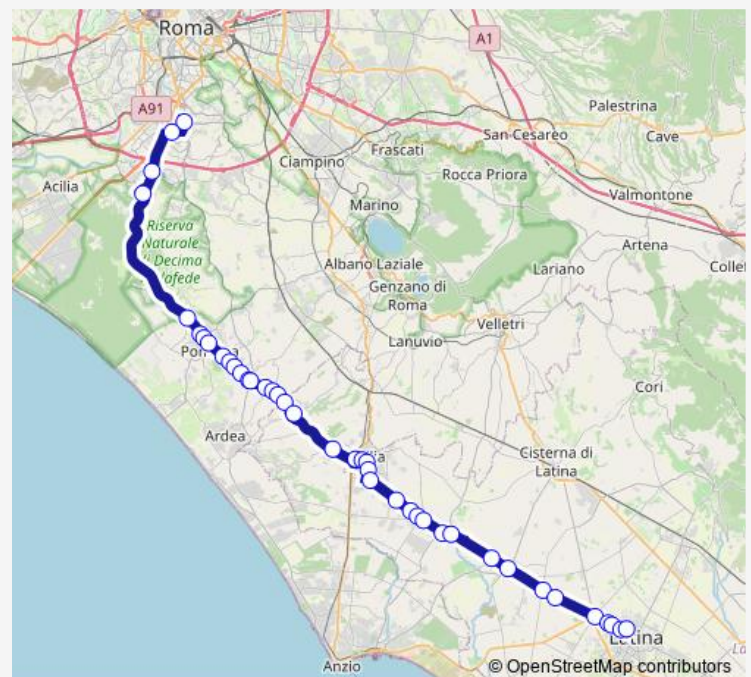 Roma
A1
A91
Palestrina
San Cesareo
Cave
Frascati
Ciampino
Rocca Priora
Acilia
Valmontone
Marino
Riserva
Naturale
di Decima
Artena
Albano Laziale
Lariano
Genzano di
Roma
Velletri
Lanuvio
Cori
Ardea
Cisterna di
Latina
Latina
Anzio
© OpenStreetMap contributors